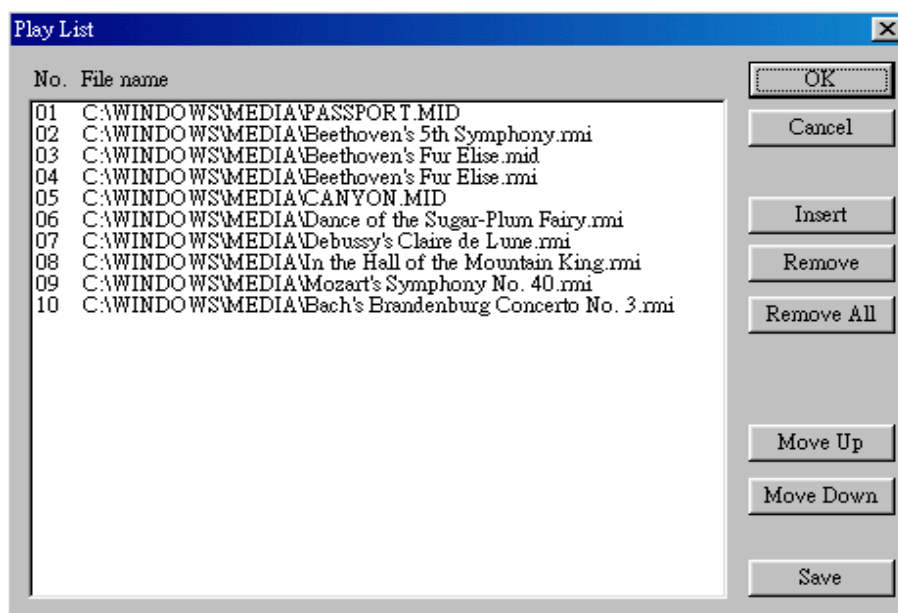 Play List
No. File name
01 C:\WINDOWS\MEDIA\PASSPORT.MID
02 C:\WINDOWS\MEDIA\Beethoven's 5th Symphony.rmi
03 C:\WINDOWS\MEDIA\Beethoven's Fur Elise.mid
04 C:\WINDOWS\MEDIA\Beethoven's Fur Elise.rmi
05 C:\WINDOWS\MEDIA\CANYON.MID
06 C:\WINDOWS\MEDIA\Dance of the Sugar-Plum Fairy.rmi
07 C:\WINDOWS\MEDIA\Debussy's Claire de Lune.rmi
08 C:\WINDOWS\MEDIA\In the Hall of the Mountain King.rmi
09 C:\WINDOWS\MEDIA\Mozart's Symphony No. 40.rmi
10 C:\WINDOWS\MEDIA\Bach's Brandenburg Concerto No. 3.rmi
OK
Cancel
Insert
Remove
Remove All
Move Up
Move Down
Save